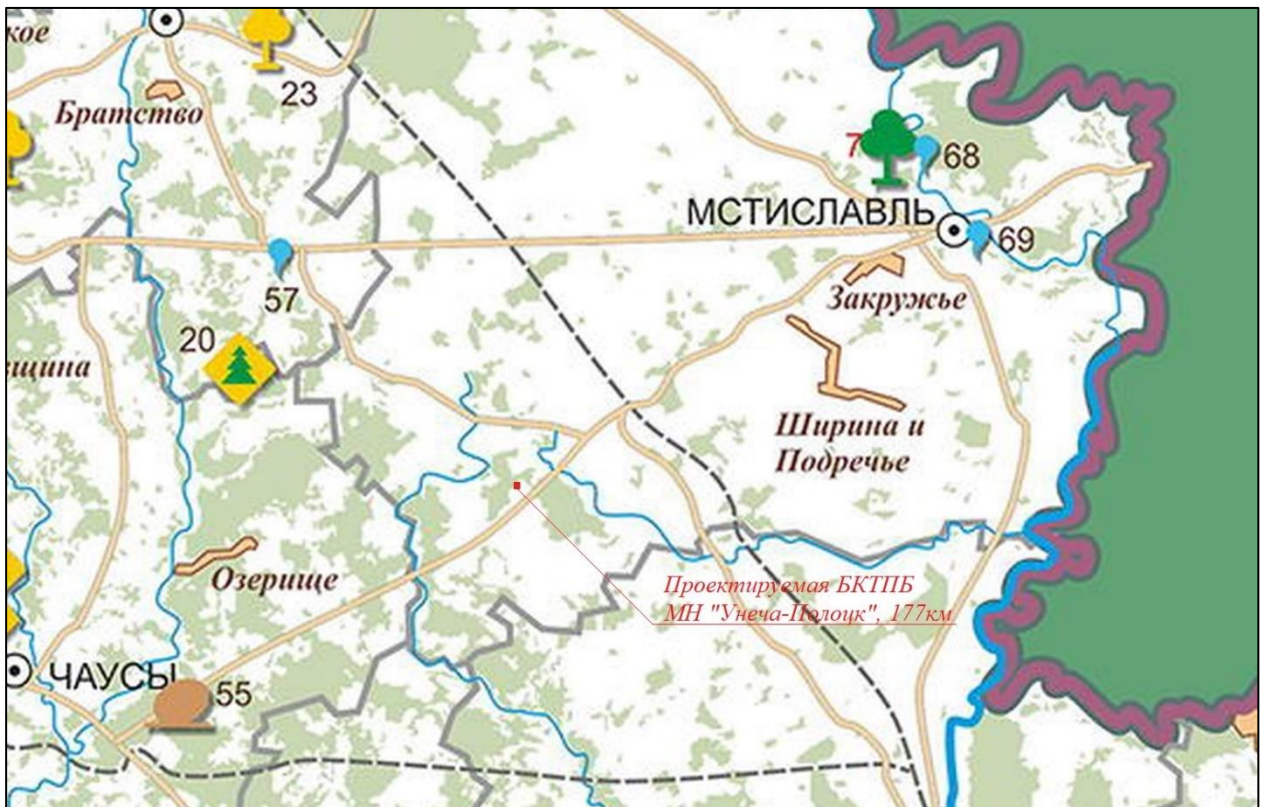 кое
23
Братство
7
68
МСТИСЛАВЛЬ
69
57
Закружье
20
щина
Ширина и
Подречье
Озерище
Проектируемая БКТПБ
МН "Унеча-Полоцк", 177км
ЧАУСЫ
55